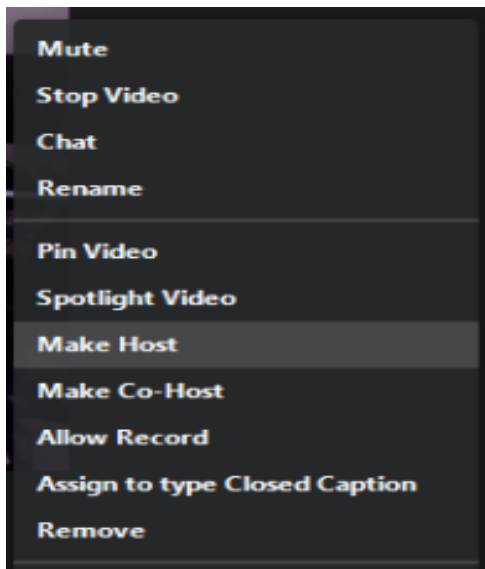 Mute
Stop Video
Chat
Rename
Pin Video
Spotlight Video
Make Host
Make Co-Host
Allow Record
Assign to type Closed Caption
Remove